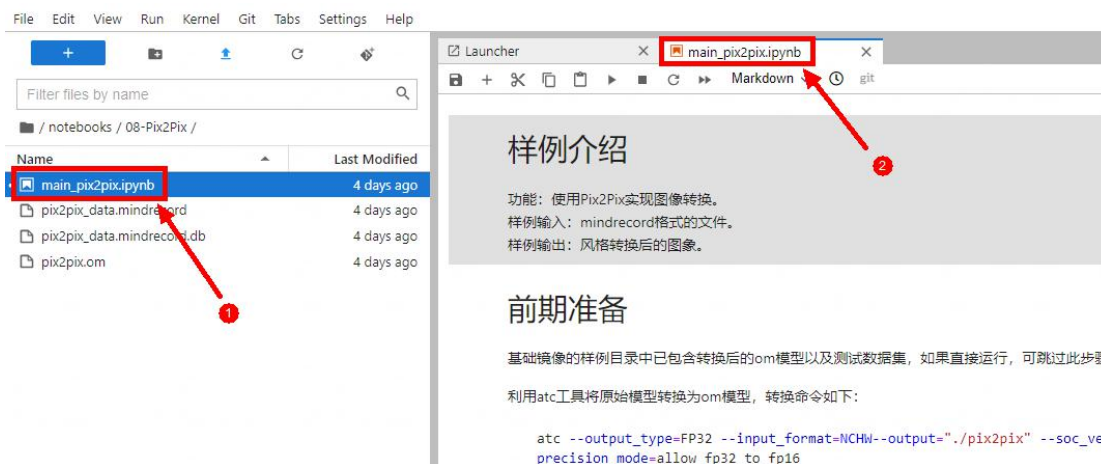 File Edit View Run Kernel Git Tabs Settings Help
Filter files by name
/ notebooks / 08-Pix2Pix /
Name Last Modified
main_pix2pix.ipynb 4 days ago
pix2pix_data.mindrecord 4 days ago
pix2pix_data.mindrecord.db 4 days ago
pix2pix.om 4 days ago
1
Launcher main_pix2pix.ipynb
Markdown git
2
样例介绍
功能：使用Pix2Pix实现图像转换。
样例输入：mindrecord格式的文件。
样例输出：风格转换后的图象。
前期准备
基础镜像的样例目录中已包含转换后的om模型以及测试数据集，如果直接运行，可跳过此步
利用atc工具将原始模型转换为om模型，转换命令如下：
atc --output_type=FP32 --input_format=NCHW--output="./pix2pix" --soc_ve
precision_mode=allow_fp32_to_fp16